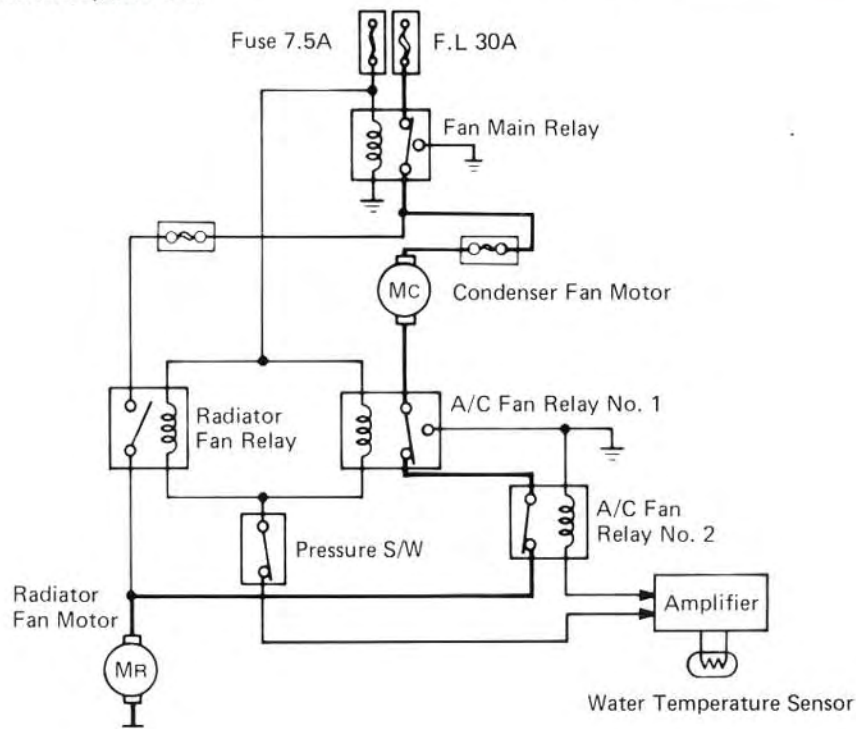 Fuse 7.5A
F.L 30A
Fan Main Relay
MC
Condenser Fan Motor
A/C Fan Relay No. 1
Radiator
Fan Relay
A/C Fan
Relay No. 2
Pressure S/W
Radiator
Fan Motor
Amplifier
MR
Water Temperature Sensor